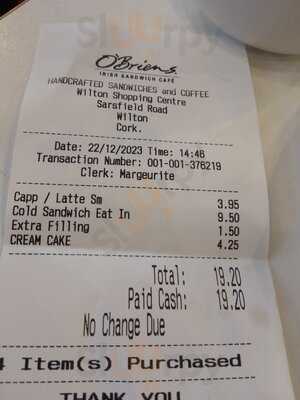 Sluurpy
O'Briens
IRISH SANDWICH CAFÉ
HANDCRAFTED SANDWICHES and COFFEE
Wilton Shopping Centre
Sarsfield Road
Wilton
Cork.
Date: 22/12/2023 Time: 14:46
Transaction Number: 001-001-376219
Clerk: Margeurite
Capp / Latte Sm 3.95
Cold Sandwich Eat In 9.50
Extra Filling 1.50
CREAM CAKE 4.25
Total: 19.20
Paid Cash: 19.20
No Change Due
4 Item(s) Purchased
THANK YOU